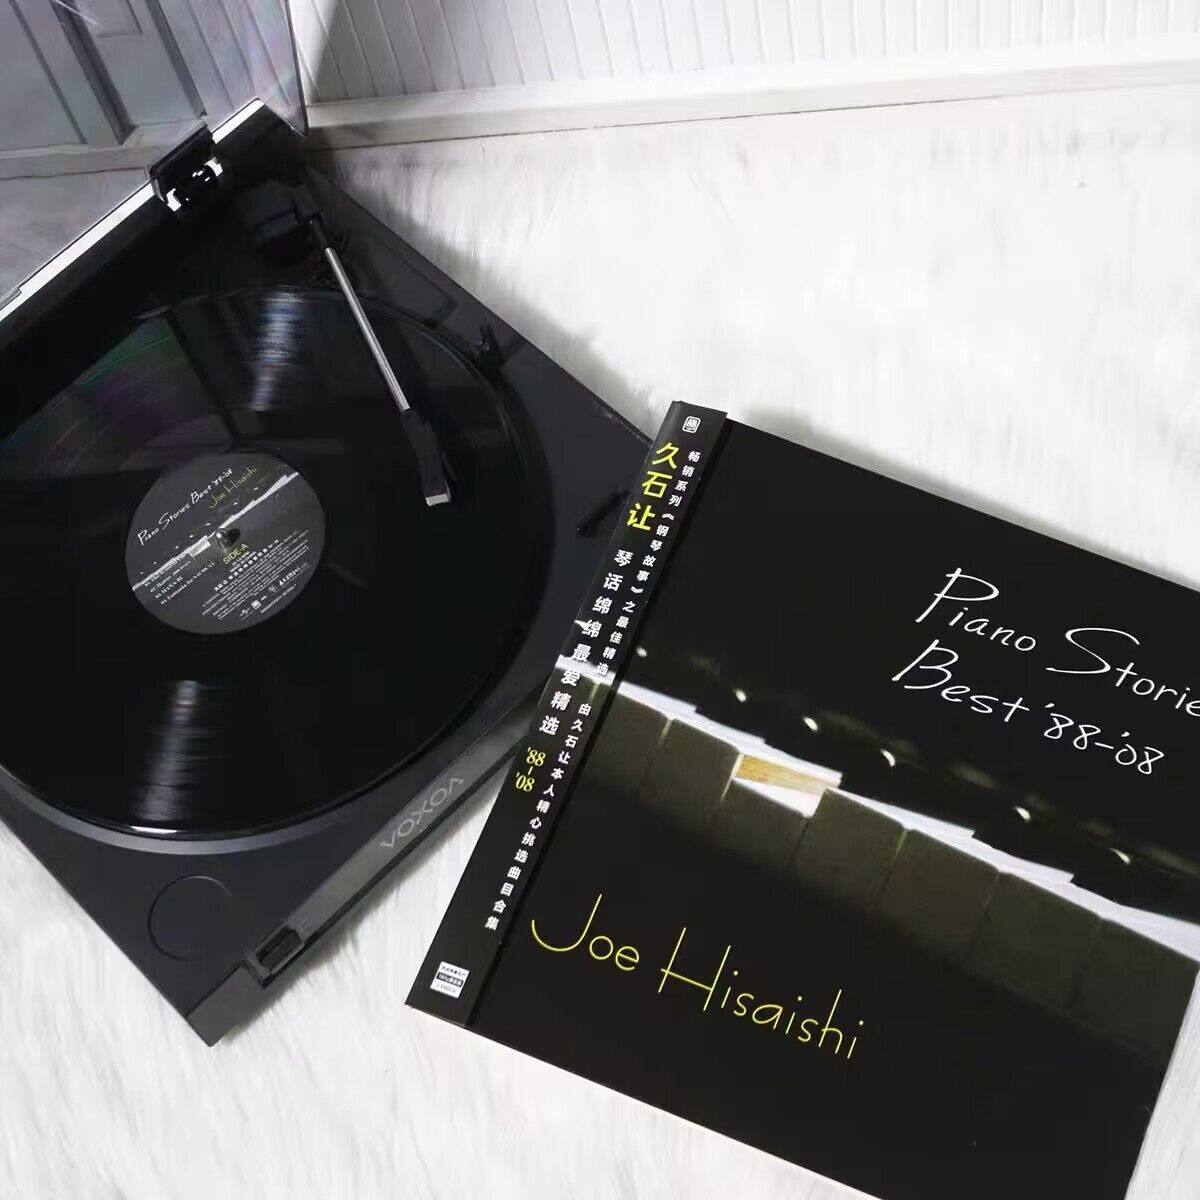 Piano Stories Best '88-'08
Joe Hisaishi
SIDE-A
VOXOA
畅销系列《钢琴故事》之最佳精选
久石让
琴话绵绵最爱精选
'88-'08
由久石让本人精心挑选曲目合集
Piano Stories
Best '88-'08
Joe Hisaishi